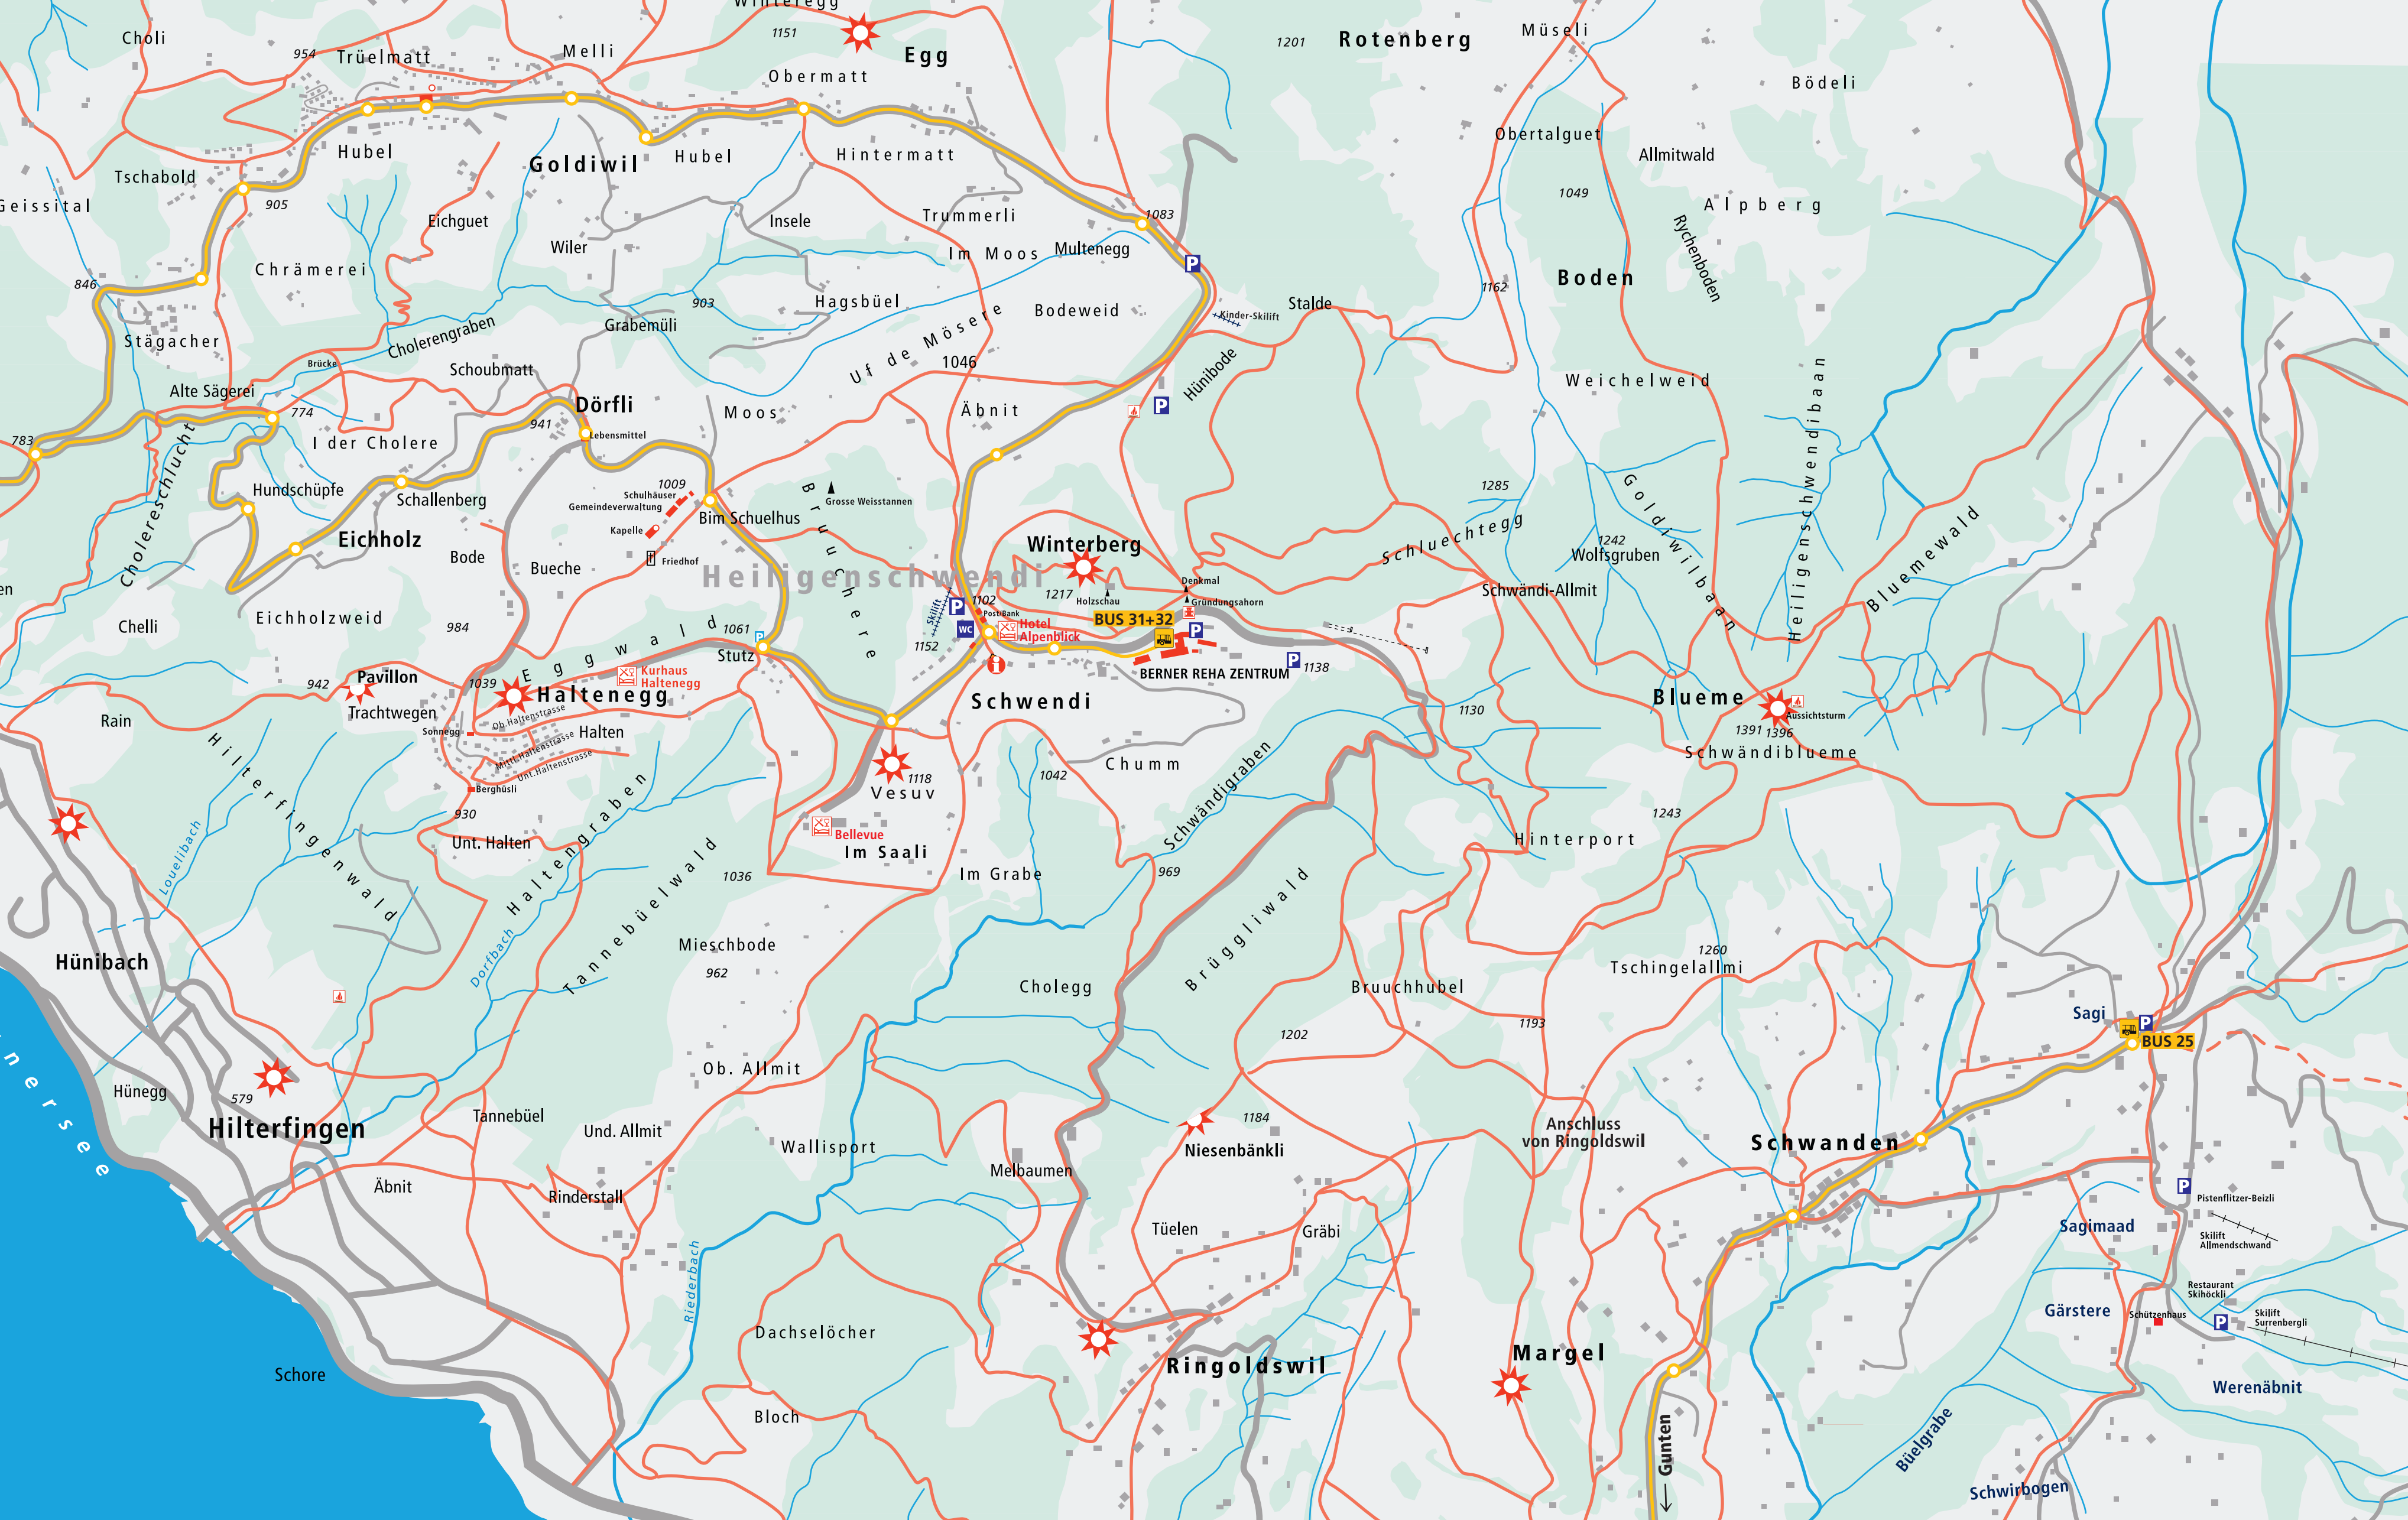 Winteregg
Choli
954
Trüelmatt
Melli
1151
Egg
Obermatt
1201
Rotenberg
Müseli
Bödeli
Obertalguet
Allmitwald
Hubel
Goldiwil
Hubel
Hintermatt
Tschabold
1049
Alpberg
Geissital
905
Eichguet
Insele
Trummerli
1083
Rychenboden
Wiler
Im Moos
Multenegg
P
Chrämerei
Boden
846
903
Hagsbüel
1162
Stalde
Bodeweid
Kinder-Skilift
Grabemüli
Cholerengraben
Stägacher
Uf de Mösere
Brücke
Schoubmatt
1046
Hünibode
Heiligenschwendibaan
Weichelweid
Alte Sägerei
Dörfli
774
Moos
Äbnit
P
941
Lebensmittel
783
I der Cholere
Cholereschlucht
Hundschüpfe
Schallenberg
1009
Schulhäuser
Gemeindeverwaltung
Bruuchere
Grosse Weisstannen
1285
Goldiwilbaan
Bim Schuelhus
Kapelle
Schluechtegg
Bluemewald
Eichholz
Winterberg
1242
Wolfsgruben
Bode
Friedhof
Bueche
Heiligenschwendi
Denkmal
Schwändi-Allmit
1217
Holzschau
Gründungsahorn
1102
Post/Bank
Skilift
P
WC
BUS 31+32
Hotel
Alpenblick
P
Eichholzweid
Chelli
984
Eggwald
1061
Stutz
1152
P
1138
BERNER REHA ZENTRUM
942
Pavillon
1039
Kurhaus
Haltenegg
Haltenegg
Schwendi
Blueme
Aussichtsturm
1391
1396
Schwändiblueme
1130
Rain
Trachtwegen
Ob.Haltenstrasse
Sonnegg
Halten
Mittl.Haltenstrasse
Unt.Haltenstrasse
Hilterfingenwald
Berghüsli
1118
Vesuv
1042
Chumm
Schwändigraben
930
Unt. Halten
Haltengraben
Bellevue
Im Saali
1243
Hinterport
Louelibach
1036
Im Grabe
969
Tannebüelwald
Brüggliwald
Hünibach
Dorfbach
Mieschbode
962
Cholegg
Bruuchhubel
1260
Tschingelallmi
Sagi
P
BUS 25
1193
1202
Hünegg
579
Ob. Allmit
Hilterfingen
Tannebüel
Und. Allmit
Wallisport
1184
Niesenbänkli
Anschluss
von Ringoldswil
Schwanden
Melbaumen
Äbnit
Rinderstall
P
Pistenflitzer-Beizli
Tüelen
Gräbi
Sagimaad
Skilift
Allmendschwand
Riederbach
Restaurant
Skihöckli
Gärstere
Schützenhaus
P
Skilift
Surrenbergli
Dachselöcher
Schore
Ringoldswil
Margel
Werenäbnit
Bloch
Büelgrabe
Gunten
Schwirbogen